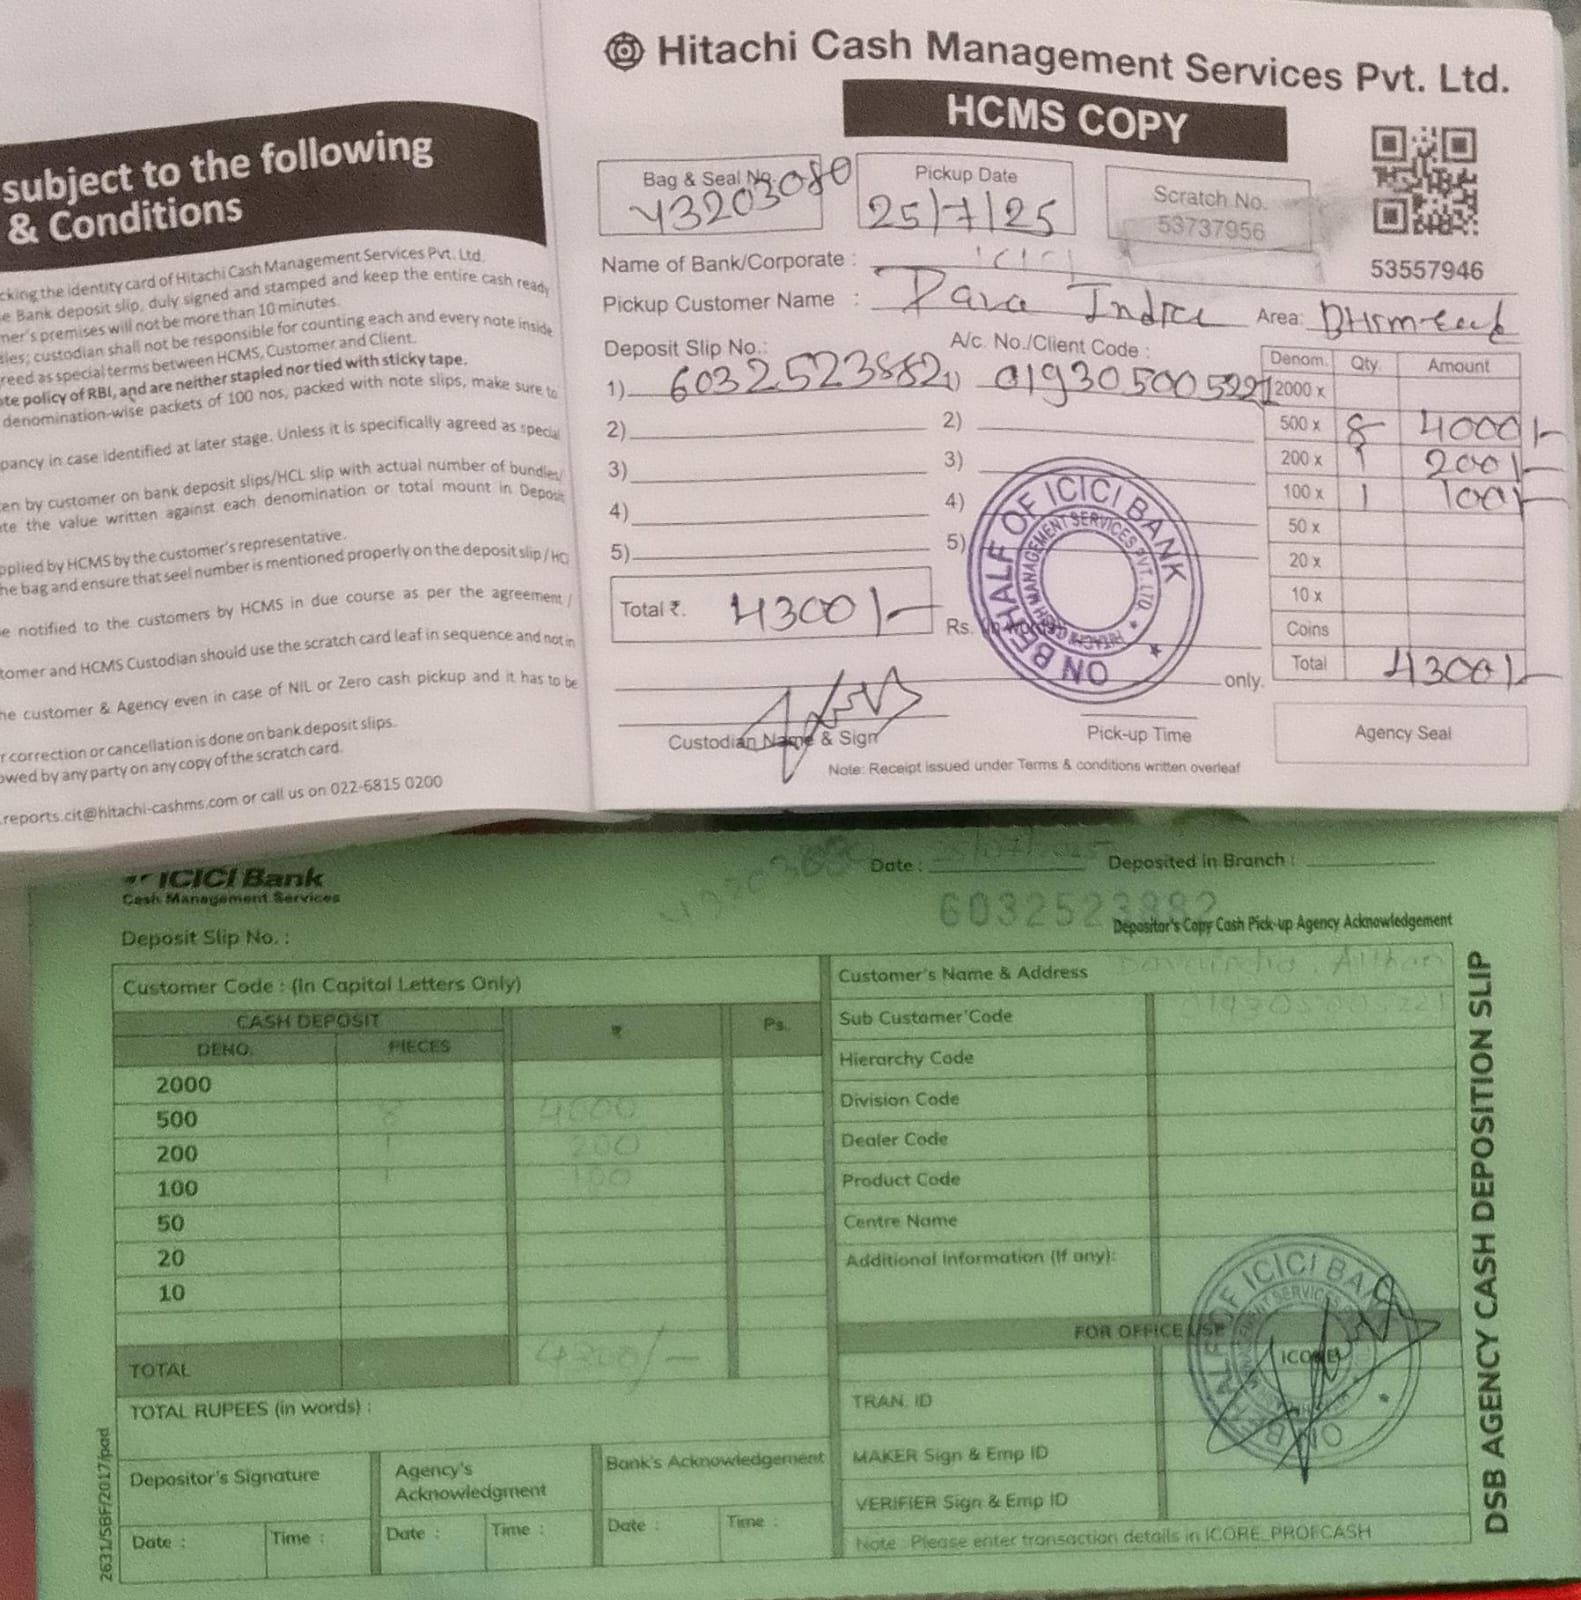 subject to the following
& Conditions
cking the identity card of Hitachi Cash Management Services Pvt. Ltd.
e Bank deposit slip, duly signed and stamped and keep the entire cash ready
ner's premises will not be more than 10 minutes.
les; custodian shall not be responsible for counting each and every note inside
reed as special terms between HCMS, Customer and Client.
te policy of RBI, and are neither stapled nor tied with sticky tape.
denomination-wise packets of 100 nos, packed with note slips, make sure to
pancy in case identified at later stage. Unless it is specifically agreed as special
en by customer on bank deposit slips/HCL slip with actual number of bundles/
te the value written against each denomination or total mount in Deposit
pplied by HCMS by the customer's representative.
he bag and ensure that seel number is mentioned properly on the deposit slip / HCL
e notified to the customers by HCMS in due course as per the agreement /
tomer and HCMS Custodian should use the scratch card leaf in sequence and not in
he customer & Agency even in case of NIL or Zero cash pickup and it has to be
r correction or cancellation is done on bank deposit slips.
owed by any party on any copy of the scratch card.
reports.cit@hitachi-cashms.com or call us on 022-6815 0200
Hitachi Cash Management Services Pvt. Ltd.
HCMS COPY
Bag & Seal No. Y3203080
Pickup Date 25/7/25
Scratch No. 53737956
53557946
Name of Bank/Corporate : ICICI
Pickup Customer Name : Para India Area:
Deposit Slip No.: A/c. No./Client Code :
1) 60325238821) 019305005221
2) 2)
3) 3)
4) 4)
5) 5)
Denom. Qty. Amount
2000 x
500 x 8 4000/-
200 x 1 200/-
100 x 1 100/-
50 x
20 x
10 x
Coins
Total 4300/-
Total ₹. 4300/-
Rs. (in words) only.
ON BEHALF OF ICICI BANK
HITACHI CASH MANAGEMENT SERVICES PVT. LTD.
Custodian Name & Sign Pick-up Time Agency Seal
Note: Receipt issued under Terms & conditions written overleaf
ICICI Bank
Cash Management Services
Date : Deposited in Branch :
6032523882
Depositor's Copy Cash Pick-up Agency Acknowledgement
Deposit Slip No. :
Customer Code : (In Capital Letters Only)
CASH DEPOSIT ₹ Ps.
DENO. PIECES
2000
500 8 4000
200 1 200
100 1 100
50
20
10
TOTAL 4300/-
TOTAL RUPEES (in words) :
Depositor's Signature
Date : Time :
Agency's Acknowledgment
Date : Time :
Bank's Acknowledgement
Date : Time :
Customer's Name & Address
Sub Customer Code 019305005221
Hierarchy Code
Division Code
Dealer Code
Product Code
Centre Name
Additional Information (If any):
FOR OFFICE USE
ICORE
ON BEHALF OF ICICI BANK
TRAN. ID
MAKER Sign & Emp ID
VERIFIER Sign & Emp ID
Note Please enter transaction details in ICORE_PROFCASH
DSB AGENCY CASH DEPOSITION SLIP
2631/SBF/2017/pad